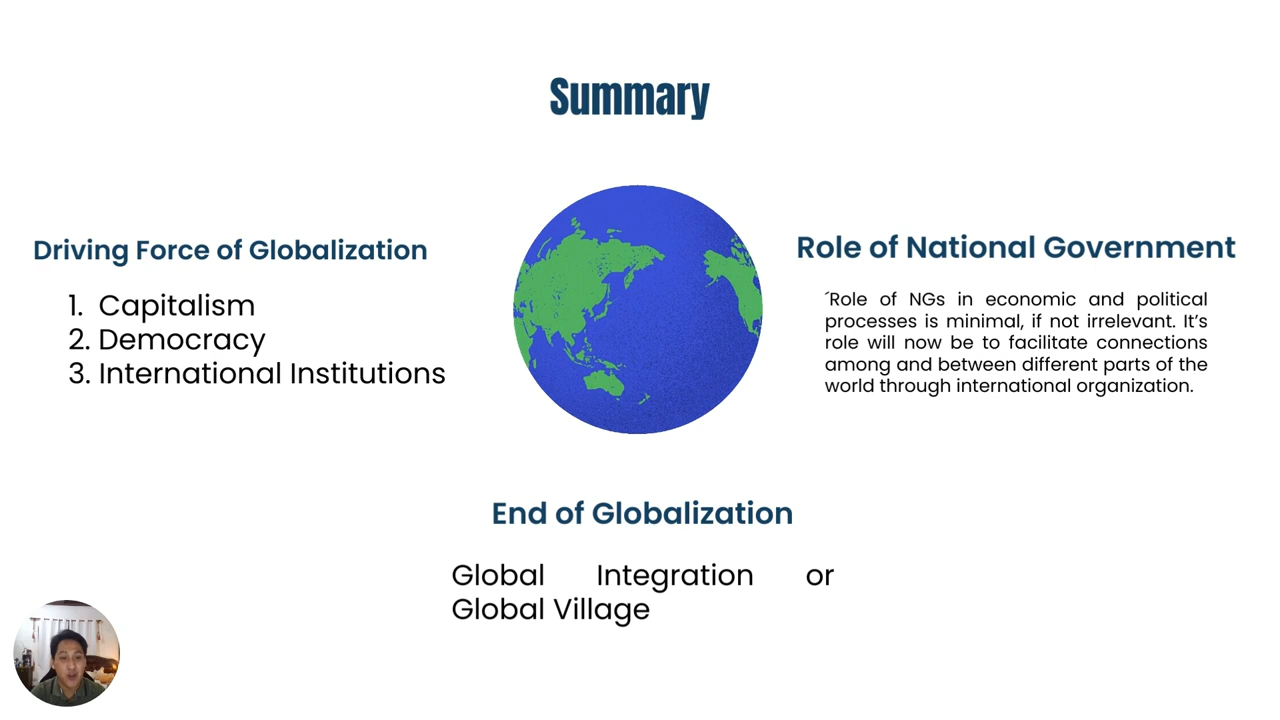 Summary
Driving Force of Globalization
1. Capitalism
2. Democracy
3. International Institutions
Role of National Government
´Role of NGs in economic and political
processes is minimal, if not irrelevant. It’s
role will now be to facilitate connections
among and between different parts of the
world through international organization.
End of Globalization
Global Integration or
Global Village